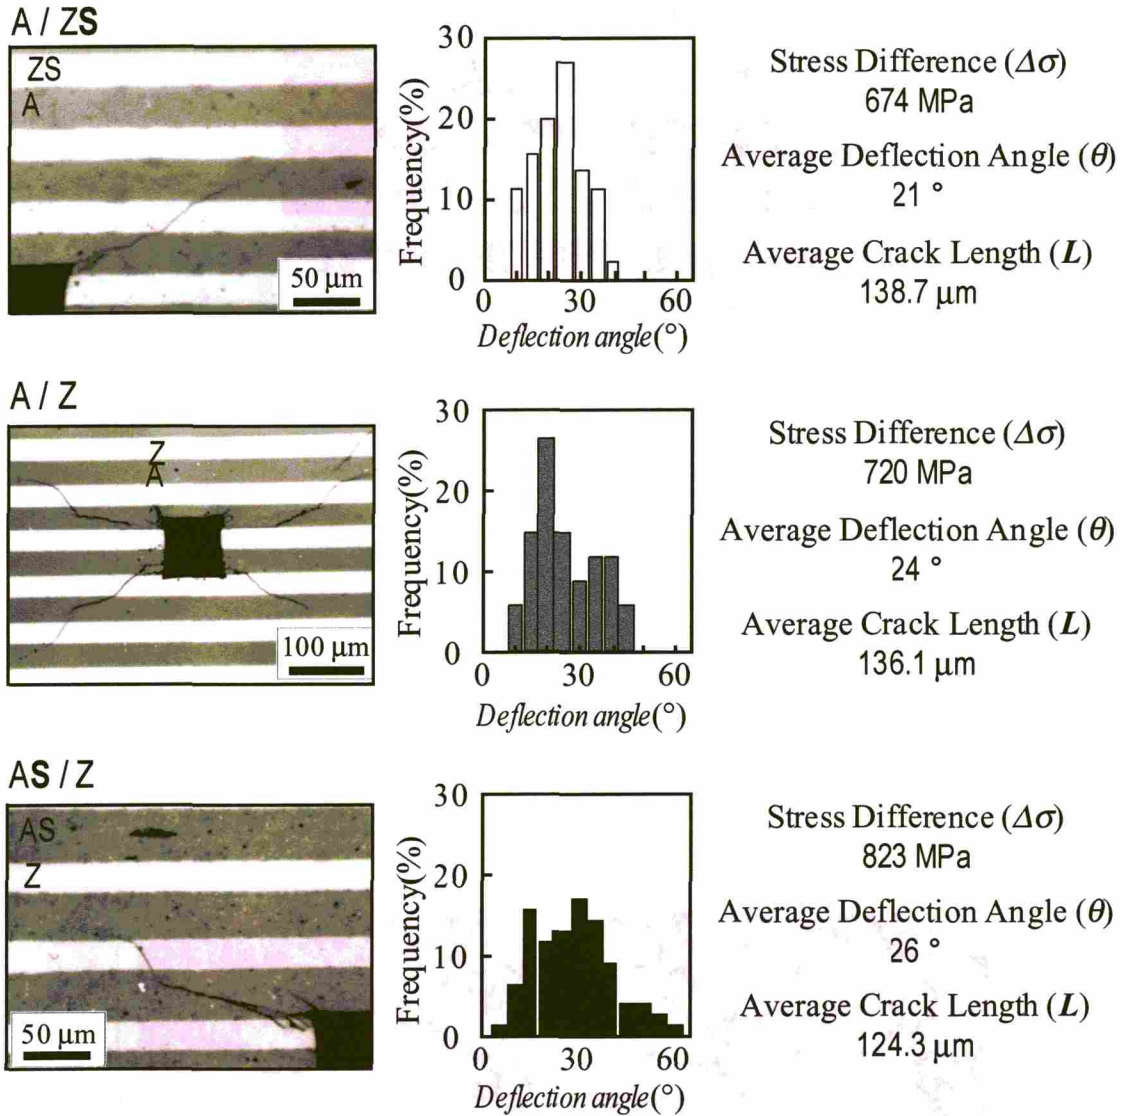 A / ZS
ZS
A
50 μm
30
20
10
0
Frequency(%)
0 30 60
Deflection angle(°)
Stress Difference (Δσ)
674 MPa
Average Deflection Angle (θ)
21 °
Average Crack Length (L)
138.7 μm
A / Z
Z
A
100 μm
30
20
10
0
Frequency(%)
0 30 60
Deflection angle(°)
Stress Difference (Δσ)
720 MPa
Average Deflection Angle (θ)
24 °
Average Crack Length (L)
136.1 μm
AS / Z
AS
Z
50 μm
30
20
10
0
Frequency(%)
0 30 60
Deflection angle(°)
Stress Difference (Δσ)
823 MPa
Average Deflection Angle (θ)
26 °
Average Crack Length (L)
124.3 μm